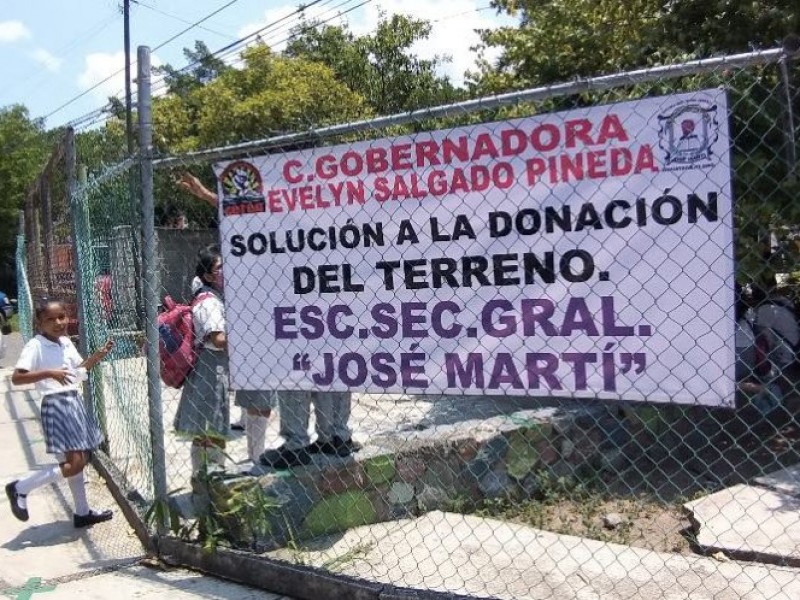 C.GOBERNADORA
EVELYN SALGADO PINEDA
SOLUCIÓN A LA DONACIÓN
DEL TERRENO.
ESC.SEC.GRAL.
“JOSÉ MARTÍ”